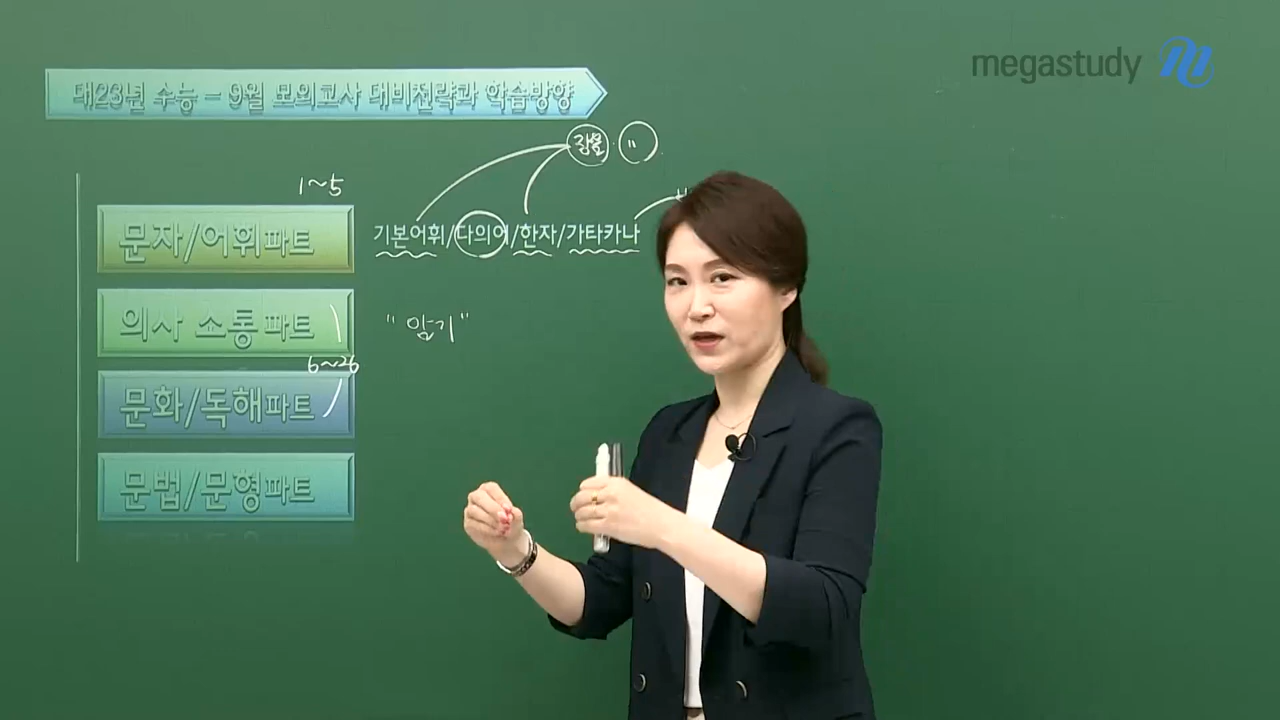 megastudy
대23년 수능 - 9월 모의고사 대비전략과 학습방향
1~5
문자/어휘파트
기본어휘/다의어/한자/가타카나
의사 소통파트
"암기"
6~26
문화/독해파트
문법/문형파트